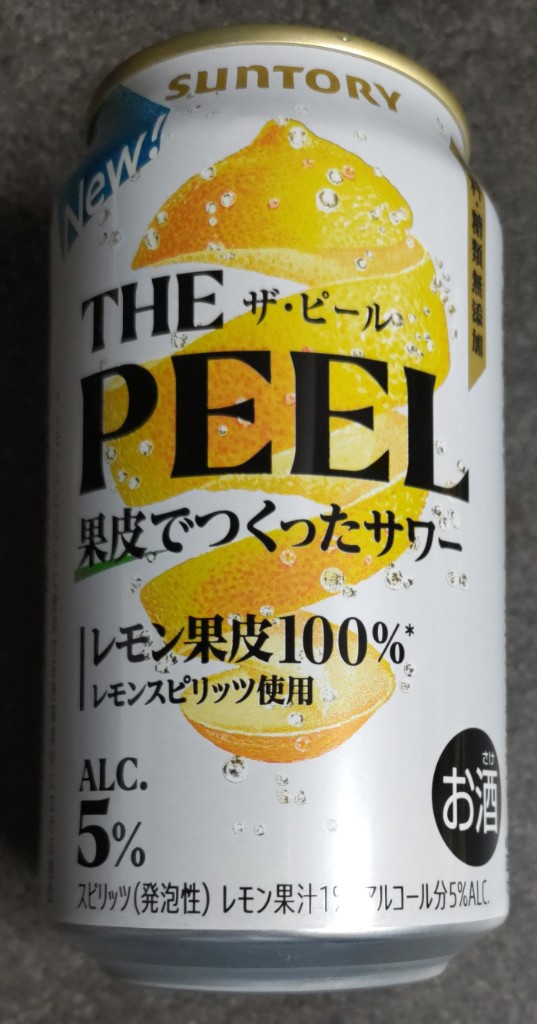 SUNTORY
New!
糖類無添加
THE ザ・ピール
PEEL
果皮でつくったサワー
レモン果皮100%*
レモンスピリッツ使用
ALC.
5%
さけ
お酒
スピリッツ(発泡性) レモン果汁1% アルコール分5%ALC.